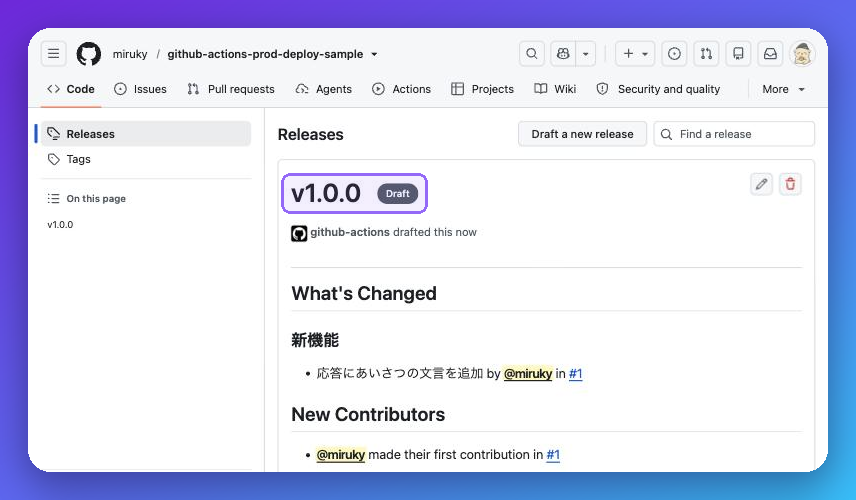 miruky / github-actions-prod-deploy-sample
Code Issues Pull requests Agents Actions Projects Wiki Security and quality More
Releases
Tags
On this page
v1.0.0
Releases
Draft a new release
Find a release
v1.0.0 Draft
github-actions drafted this now
What's Changed
新機能
• 応答にあいさつの文言を追加 by @miruky in #1
New Contributors
• @miruky made their first contribution in #1